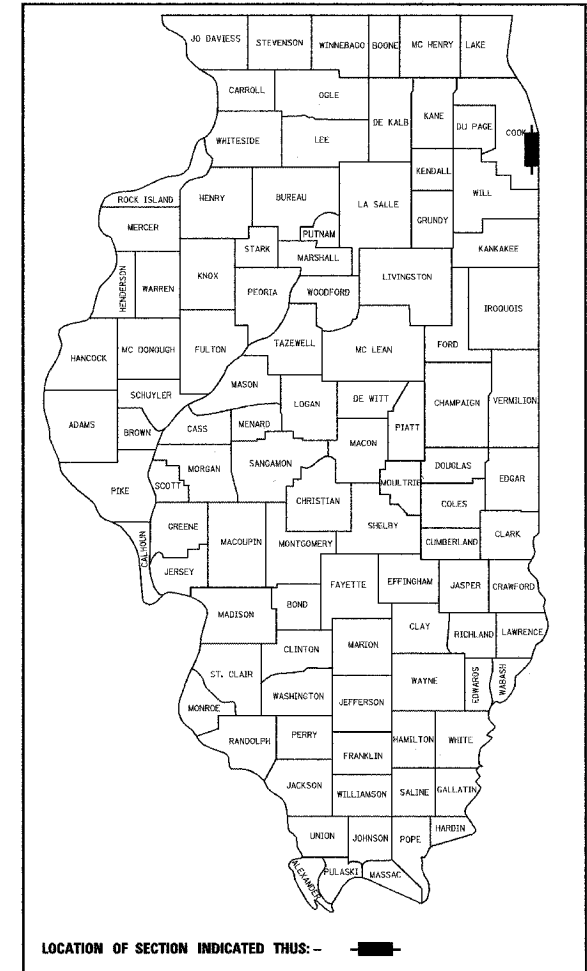 JO DAVIESS STEVENSON WINNEBAGO BOONE MC HENRY LAKE
CARROLL OGLE DE KALB KANE DU PAGE COOK
WHITESIDE LEE
KENDALL WILL
ROCK ISLAND HENRY BUREAU LA SALLE GRUNDY
MERCER PUTNAM KANKAKEE
HENDERSON WARREN KNOX STARK MARSHALL LIVINGSTON
PEORIA WOODFORD IROQUOIS
HANCOCK MC DONOUGH FULTON TAZEWELL MC LEAN FORD
MASON
SCHUYLER LOGAN DE WITT CHAMPAIGN VERMILION
ADAMS BROWN CASS MENARD MACON PIATT
PIKE SCOTT MORGAN SANGAMON MOULTRIE DOUGLAS EDGAR
CHRISTIAN COLES
CALHOUN GREENE MACOUPIN MONTGOMERY SHELBY CUMBERLAND CLARK
JERSEY FAYETTE EFFINGHAM JASPER CRAWFORD
MADISON BOND
CLINTON MARION CLAY RICHLAND LAWRENCE
ST. CLAIR WAYNE EDWARDS WABASH
MONROE WASHINGTON JEFFERSON
RANDOLPH PERRY HAMILTON WHITE
FRANKLIN
JACKSON WILLIAMSON SALINE GALLATIN
UNION JOHNSON POPE HARDIN
ALEXANDER PULASKI MASSAC
LOCATION OF SECTION INDICATED THUS: -